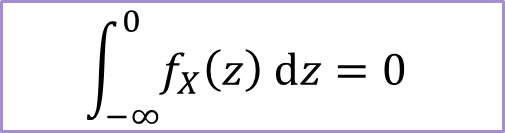 ∫_{−∞}^{0} f_X(z) dz = 0